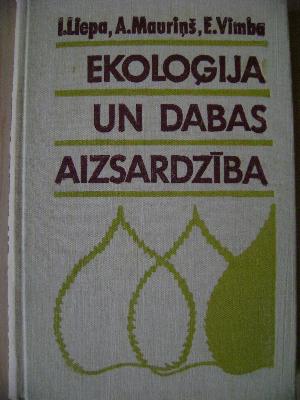 I.Liepa, A.Mauriņš, E.Vimba
EKOLOĢIJA
UN DABAS
AIZSARDZĪBA